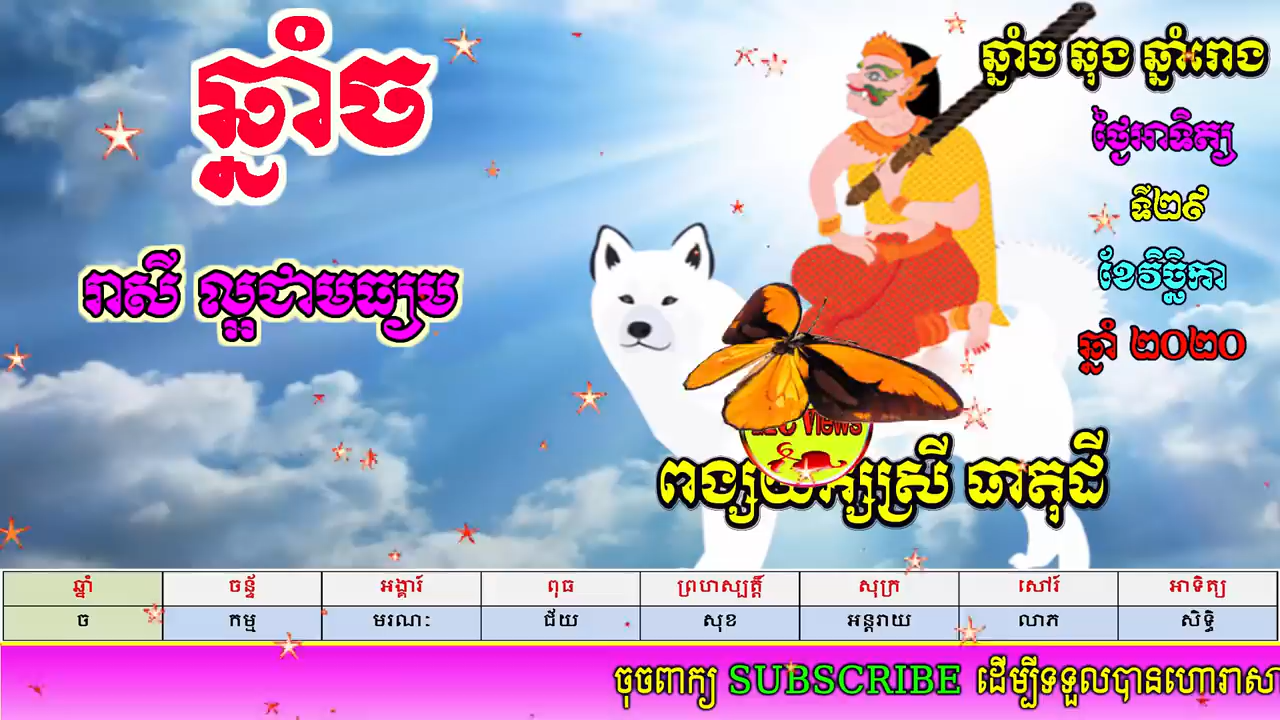 ឆ្នាំច
រាសី ល្អជាមធ្យម
ឆ្នាំច ឆុង ឆ្នាំរោង
ថ្ងៃអាទិត្យ
ទី២៩
ខែវិច្ឆិកា
ឆ្នាំ ២០២០
Views
ពង្សយក្សស្រី ធាតុដី
ឆ្នាំ ចន្ទ័ អង្គារ៍ ពុធ ព្រហស្បត្តិ៍ សុក្រ សៅរ៍ អាទិត្យ
ច កម្ម មរណៈ ជ័យ សុខ អន្តរាយ លាភ សិទ្ធិ
ចុចពាក្យ SUBSCRIBE ដើម្បីទទួលបានហោរាសា